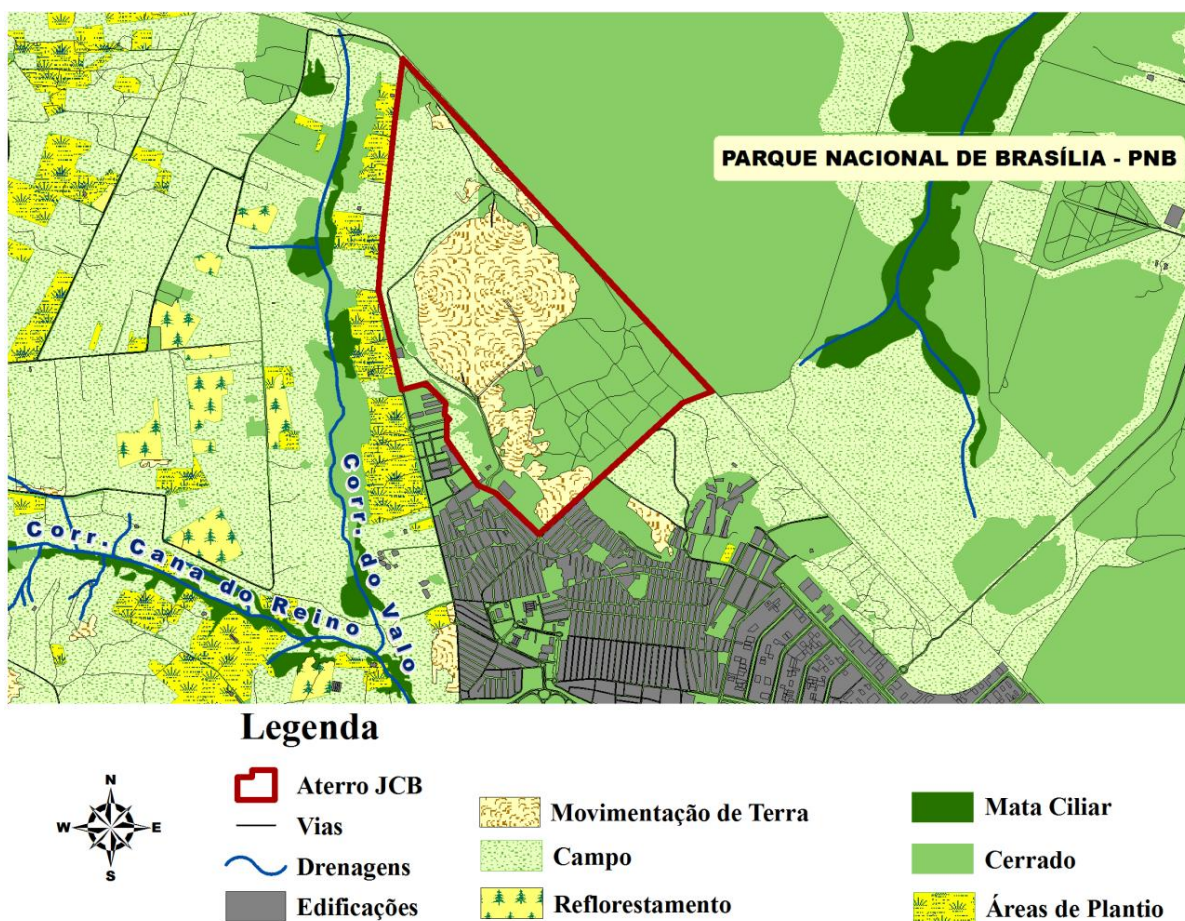 PARQUE NACIONAL DE BRASÍLIA - PNB
Corr. do Valo
Corr. Cana do Reino
Legenda
N
W E
S
Aterro JCB
Vias
Drenagens
Edificações
Movimentação de Terra
Campo
Reflorestamento
Mata Ciliar
Cerrado
Áreas de Plantio